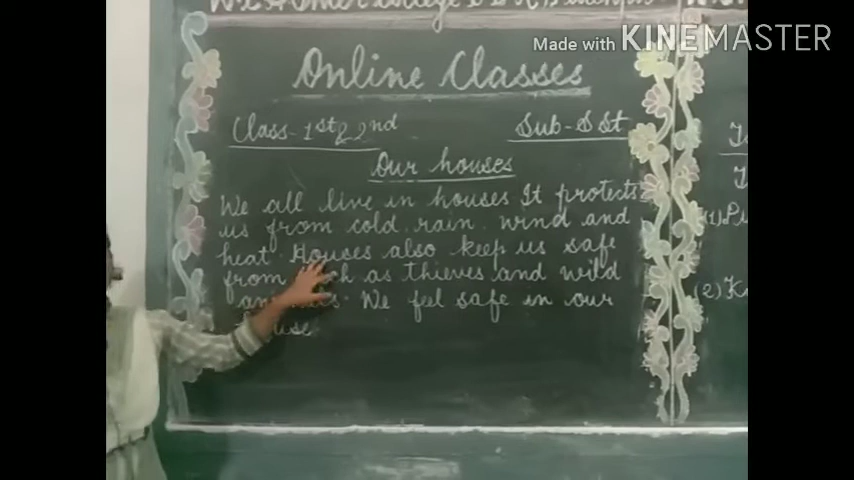 Made with KINEMASTER
Online Classes
Class-1st & 2nd
Sub-S St
Our houses
We all live in houses It protects
us from cold. rain. wind and
heat. Houses also keep us safe
from as thieves and wild
We feel safe in our
(1)
(2)